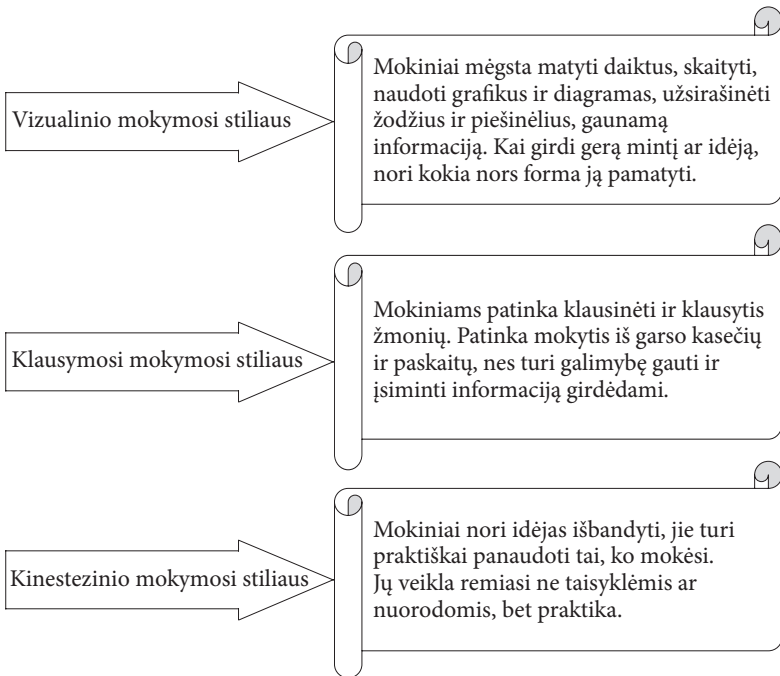 Vizualinio mokymosi stiliaus
Mokiniai mėgsta matyti daiktus, skaityti,
naudoti grafikus ir diagramas, užsirašinėti
žodžius ir piešinėlius, gaunamą
informaciją. Kai girdi gerą mintį ar idėją,
nori kokia nors forma ją pamatyti.
Klausymosi mokymosi stiliaus
Mokiniams patinka klausinėti ir klausytis
žmonių. Patinka mokytis iš garso kasečių
ir paskaitų, nes turi galimybę gauti ir
įsiminti informaciją girdėdami.
Kinestezinio mokymosi stiliaus
Mokiniai nori idėjas išbandyti, jie turi
praktiškai panaudoti tai, ko mokėsi.
Jų veikla remiasi ne taisyklėmis ar
nuorodomis, bet praktika.